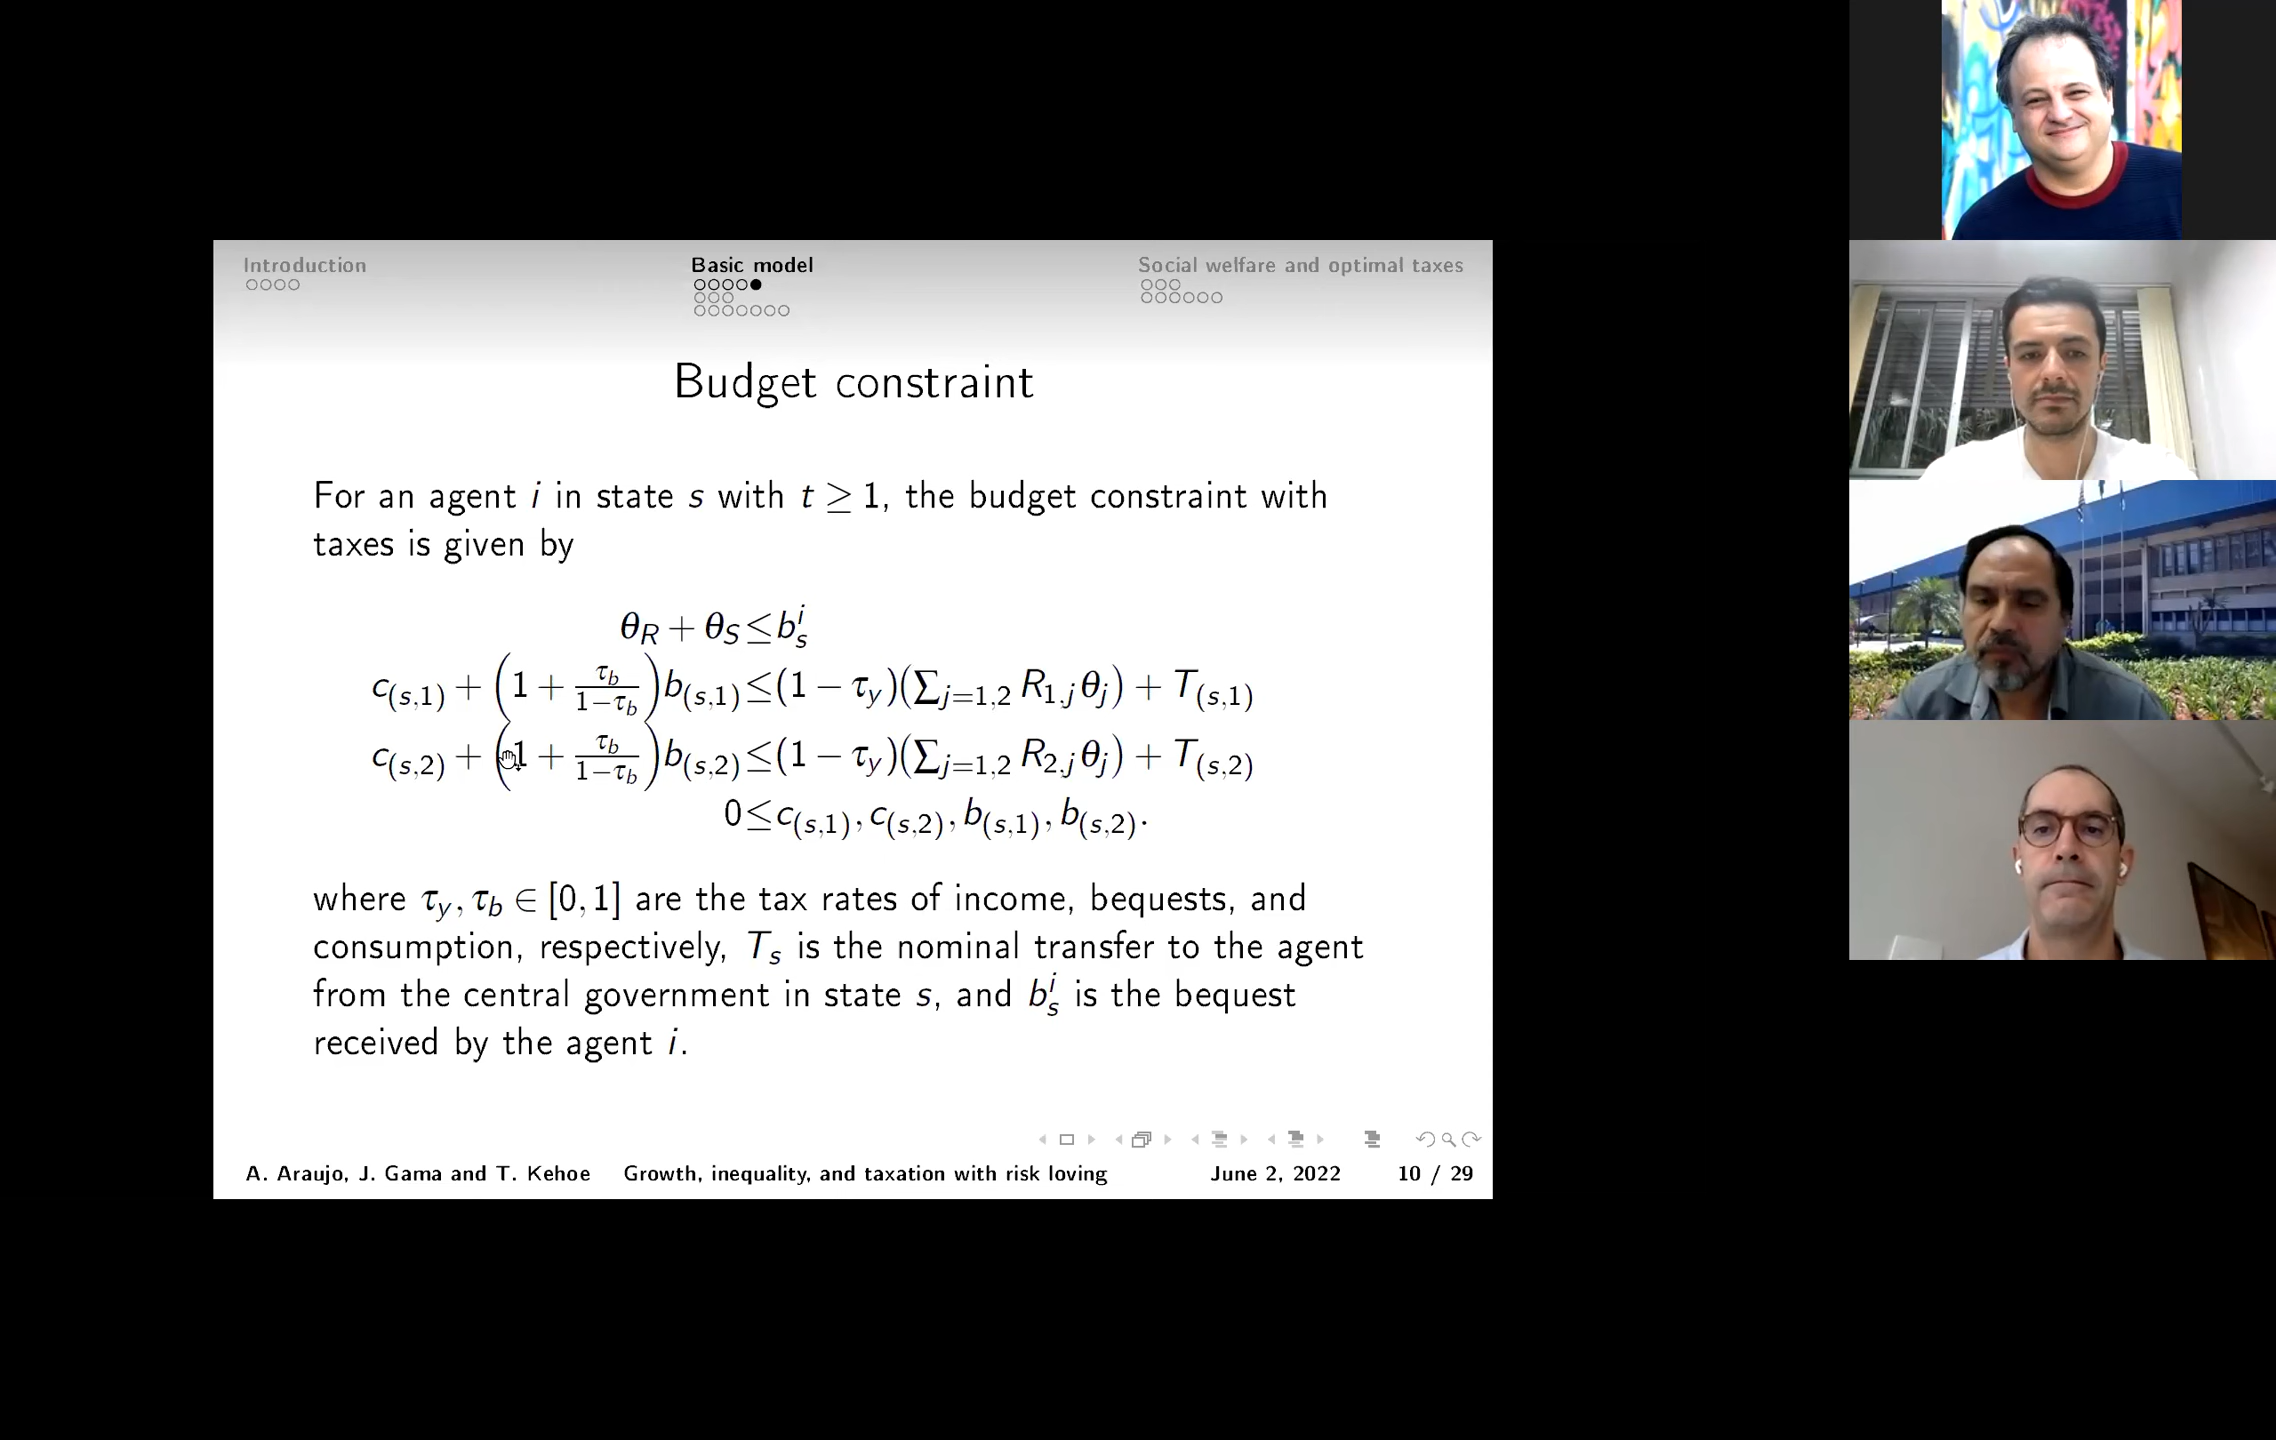 Introduction
Basic model
Social welfare and optimal taxes
Budget constraint
For an agent i in state s with t ≥ 1, the budget constraint with
taxes is given by
θ_R + θ_S ≤ b_s^i
c_(s,1) + (1 + τ_b/(1−τ_b)) b_(s,1) ≤ (1 − τ_y)(∑_{j=1,2} R_{1,j} θ_j) + T_(s,1)
c_(s,2) + (1 + τ_b/(1−τ_b)) b_(s,2) ≤ (1 − τ_y)(∑_{j=1,2} R_{2,j} θ_j) + T_(s,2)
0 ≤ c_(s,1), c_(s,2), b_(s,1), b_(s,2).
where τ_y, τ_b ∈ [0, 1] are the tax rates of income, bequests, and
consumption, respectively, T_s is the nominal transfer to the agent
from the central government in state s, and b_s^i is the bequest
received by the agent i.
A. Araujo, J. Gama and T. Kehoe Growth, inequality, and taxation with risk loving June 2, 2022 10 / 29